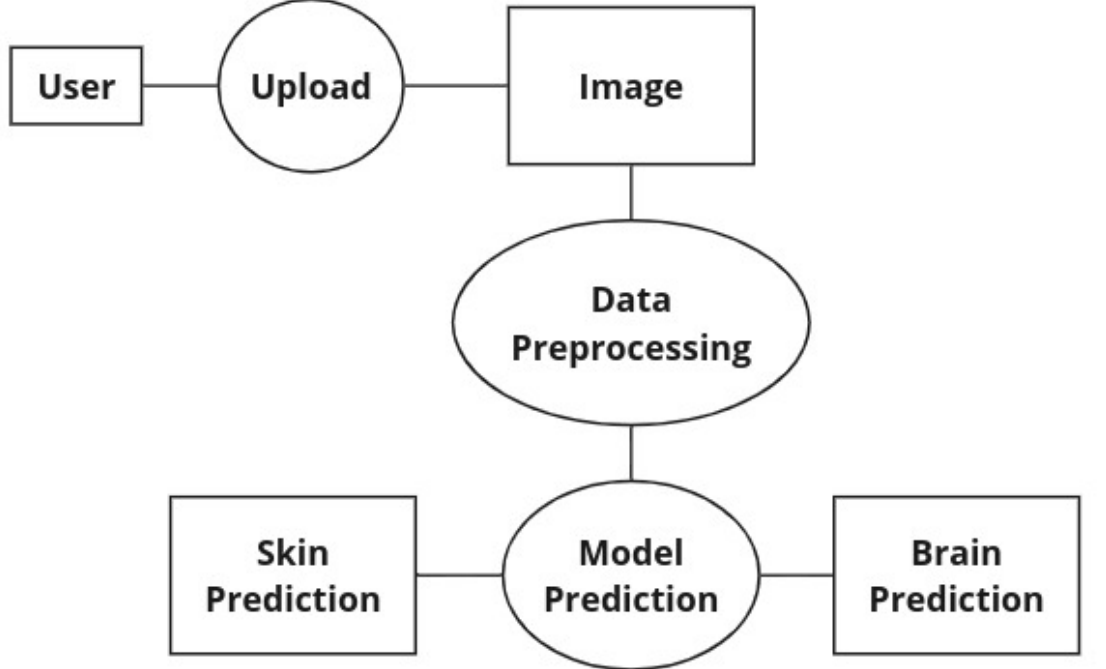 User
Upload
Image
Data
Preprocessing
Skin
Prediction
Model
Prediction
Brain
Prediction